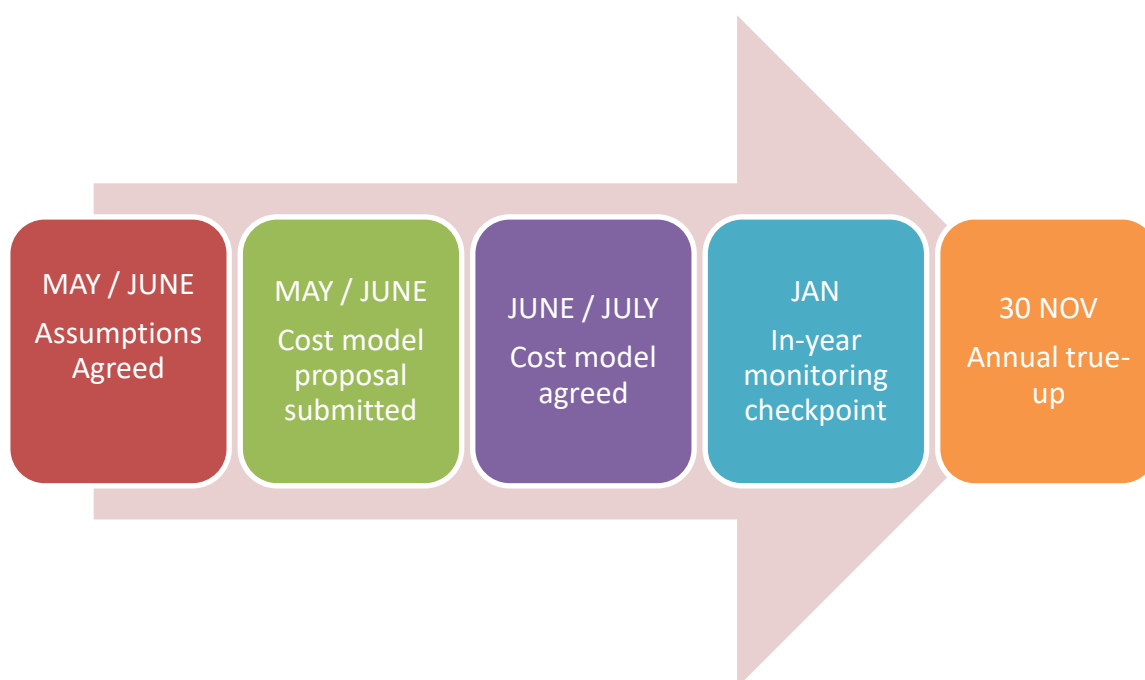 MAY / JUNE
Assumptions
Agreed
MAY / JUNE
Cost model
proposal
submitted
JUNE / JULY
Cost model
agreed
JAN
In-year
monitoring
checkpoint
30 NOV
Annual true-
up